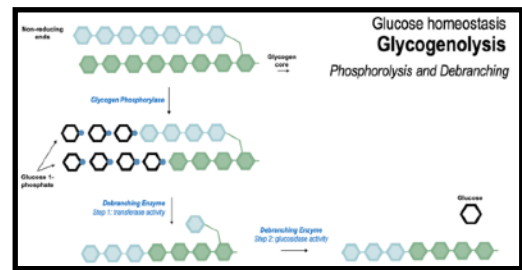 Glucose homeostasis
Glycogenolysis
Phosphorolysis and Debranching
Non-reducing
ends
Glycogen
core
Glycogen Phosphorylase
Glucose 1-
phosphate
Debranching Enzyme
Step 1: transferase activity
Debranching Enzyme
Step 2: glucosidase activity
Glucose